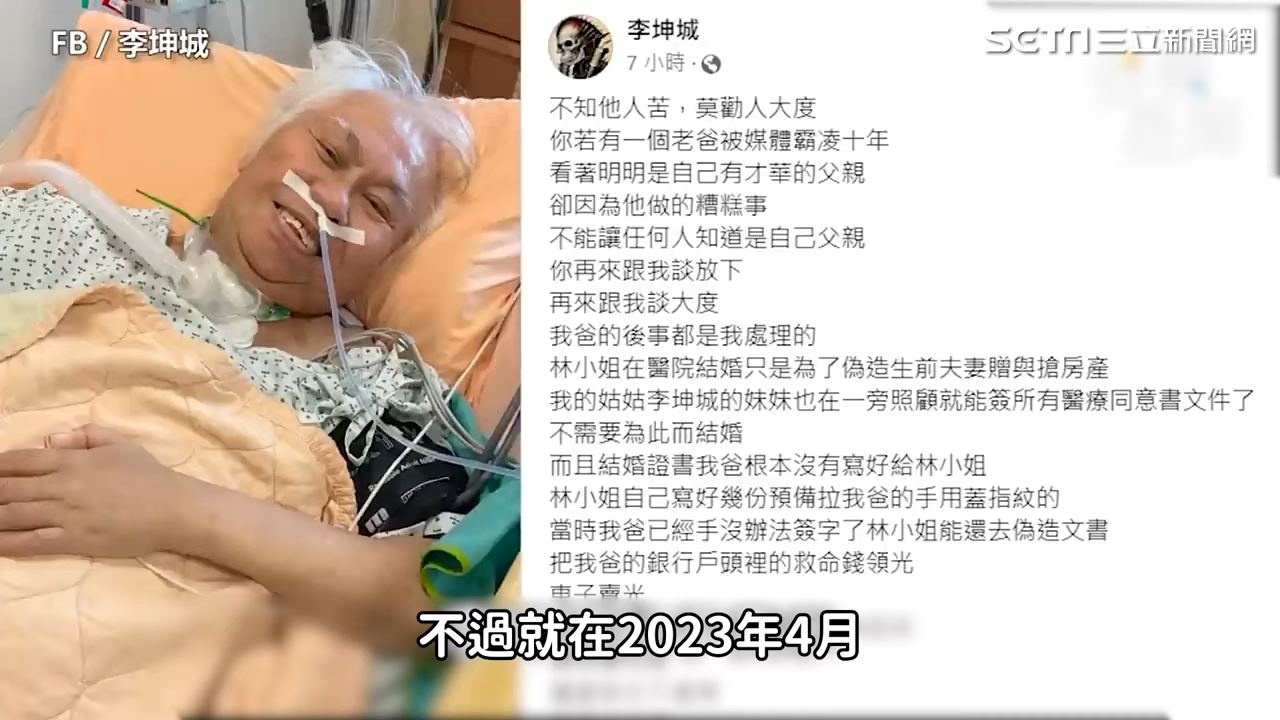 FB / 李坤城
李坤城
7 小時
SETN三立新聞網
不知他人苦，莫勸人大度
你若有一個老爸被媒體霸凌十年
看著明明是自己有才華的父親
卻因為他做的糟糕事
不能讓任何人知道是自己父親
你再來跟我談放下
再來跟我談大度
我爸的後事都是我處理的
林小姐在醫院結婚只是為了偽造生前夫妻贈與搶房產
我的姑姑李坤城的妹妹也在一旁照顧就能簽所有醫療同意書文件了
不需要為此而結婚
而且結婚證書我爸根本沒有寫好給林小姐
林小姐自己寫好幾份預備拉我爸的手用蓋指紋的
當時我爸已經手沒辦法簽字了林小姐能還去偽造文書
把我爸的銀行戶頭裡的救命錢領光
車子賣光
不過就在2023年4月